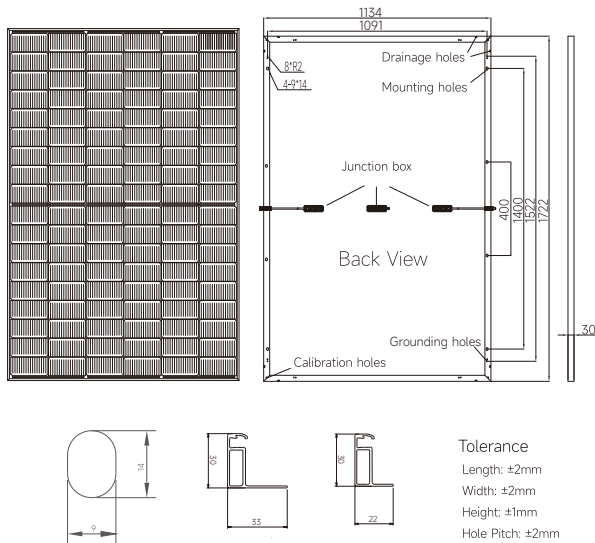 1134
1091
Drainage holes
8*R2
4-9*14
Mounting holes
Junction box
400
1400
1522
1722
Back View
30
Grounding holes
Calibration holes
14
9
30
33
30
22
Tolerance
Length: ±2mm
Width: ±2mm
Height: ±1mm
Hole Pitch: ±2mm